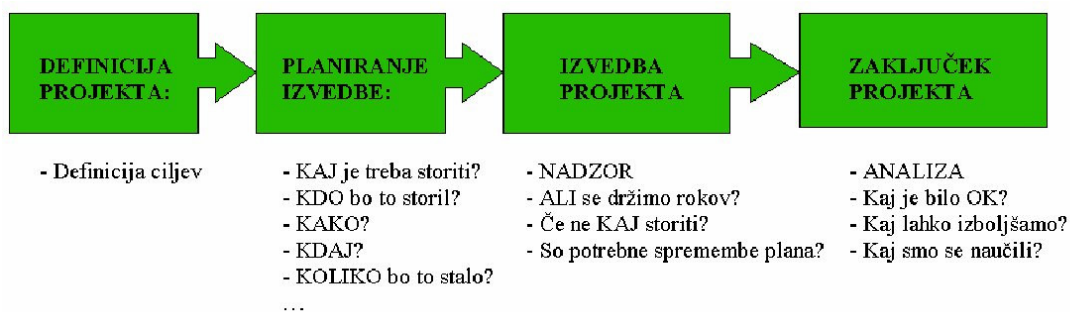 DEFINICIJA
PROJEKTA:
PLANIRANJE
IZVEDBE:
IZVEDBA
PROJEKTA
ZAKLJUČEK
PROJEKTA
- Definicija ciljev
- KAJ je treba storiti?
- KDO bo to storil?
- KAKO?
- KDAJ?
- KOLIKO bo to stalo?
...
- NADZOR
- ALI se držimo rokov?
- Če ne KAJ storiti?
- So potrebne spremembe plana?
- ANALIZA
- Kaj je bilo OK?
- Kaj lahko izboljšamo?
- Kaj smo se naučili?